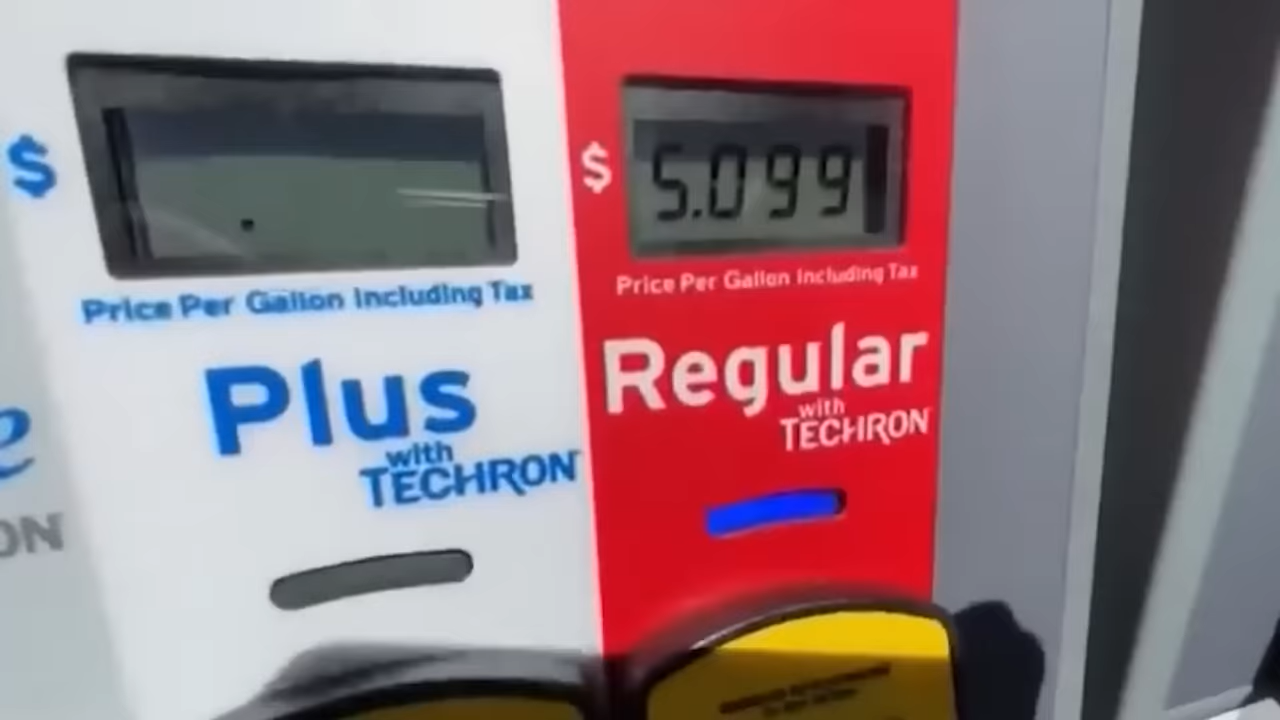 $
Price Per Gallon Including Tax
Plus
with
TECHRON
$ 5.099
Price Per Gallon Including Tax
Regular
with
TECHRON
e
ON